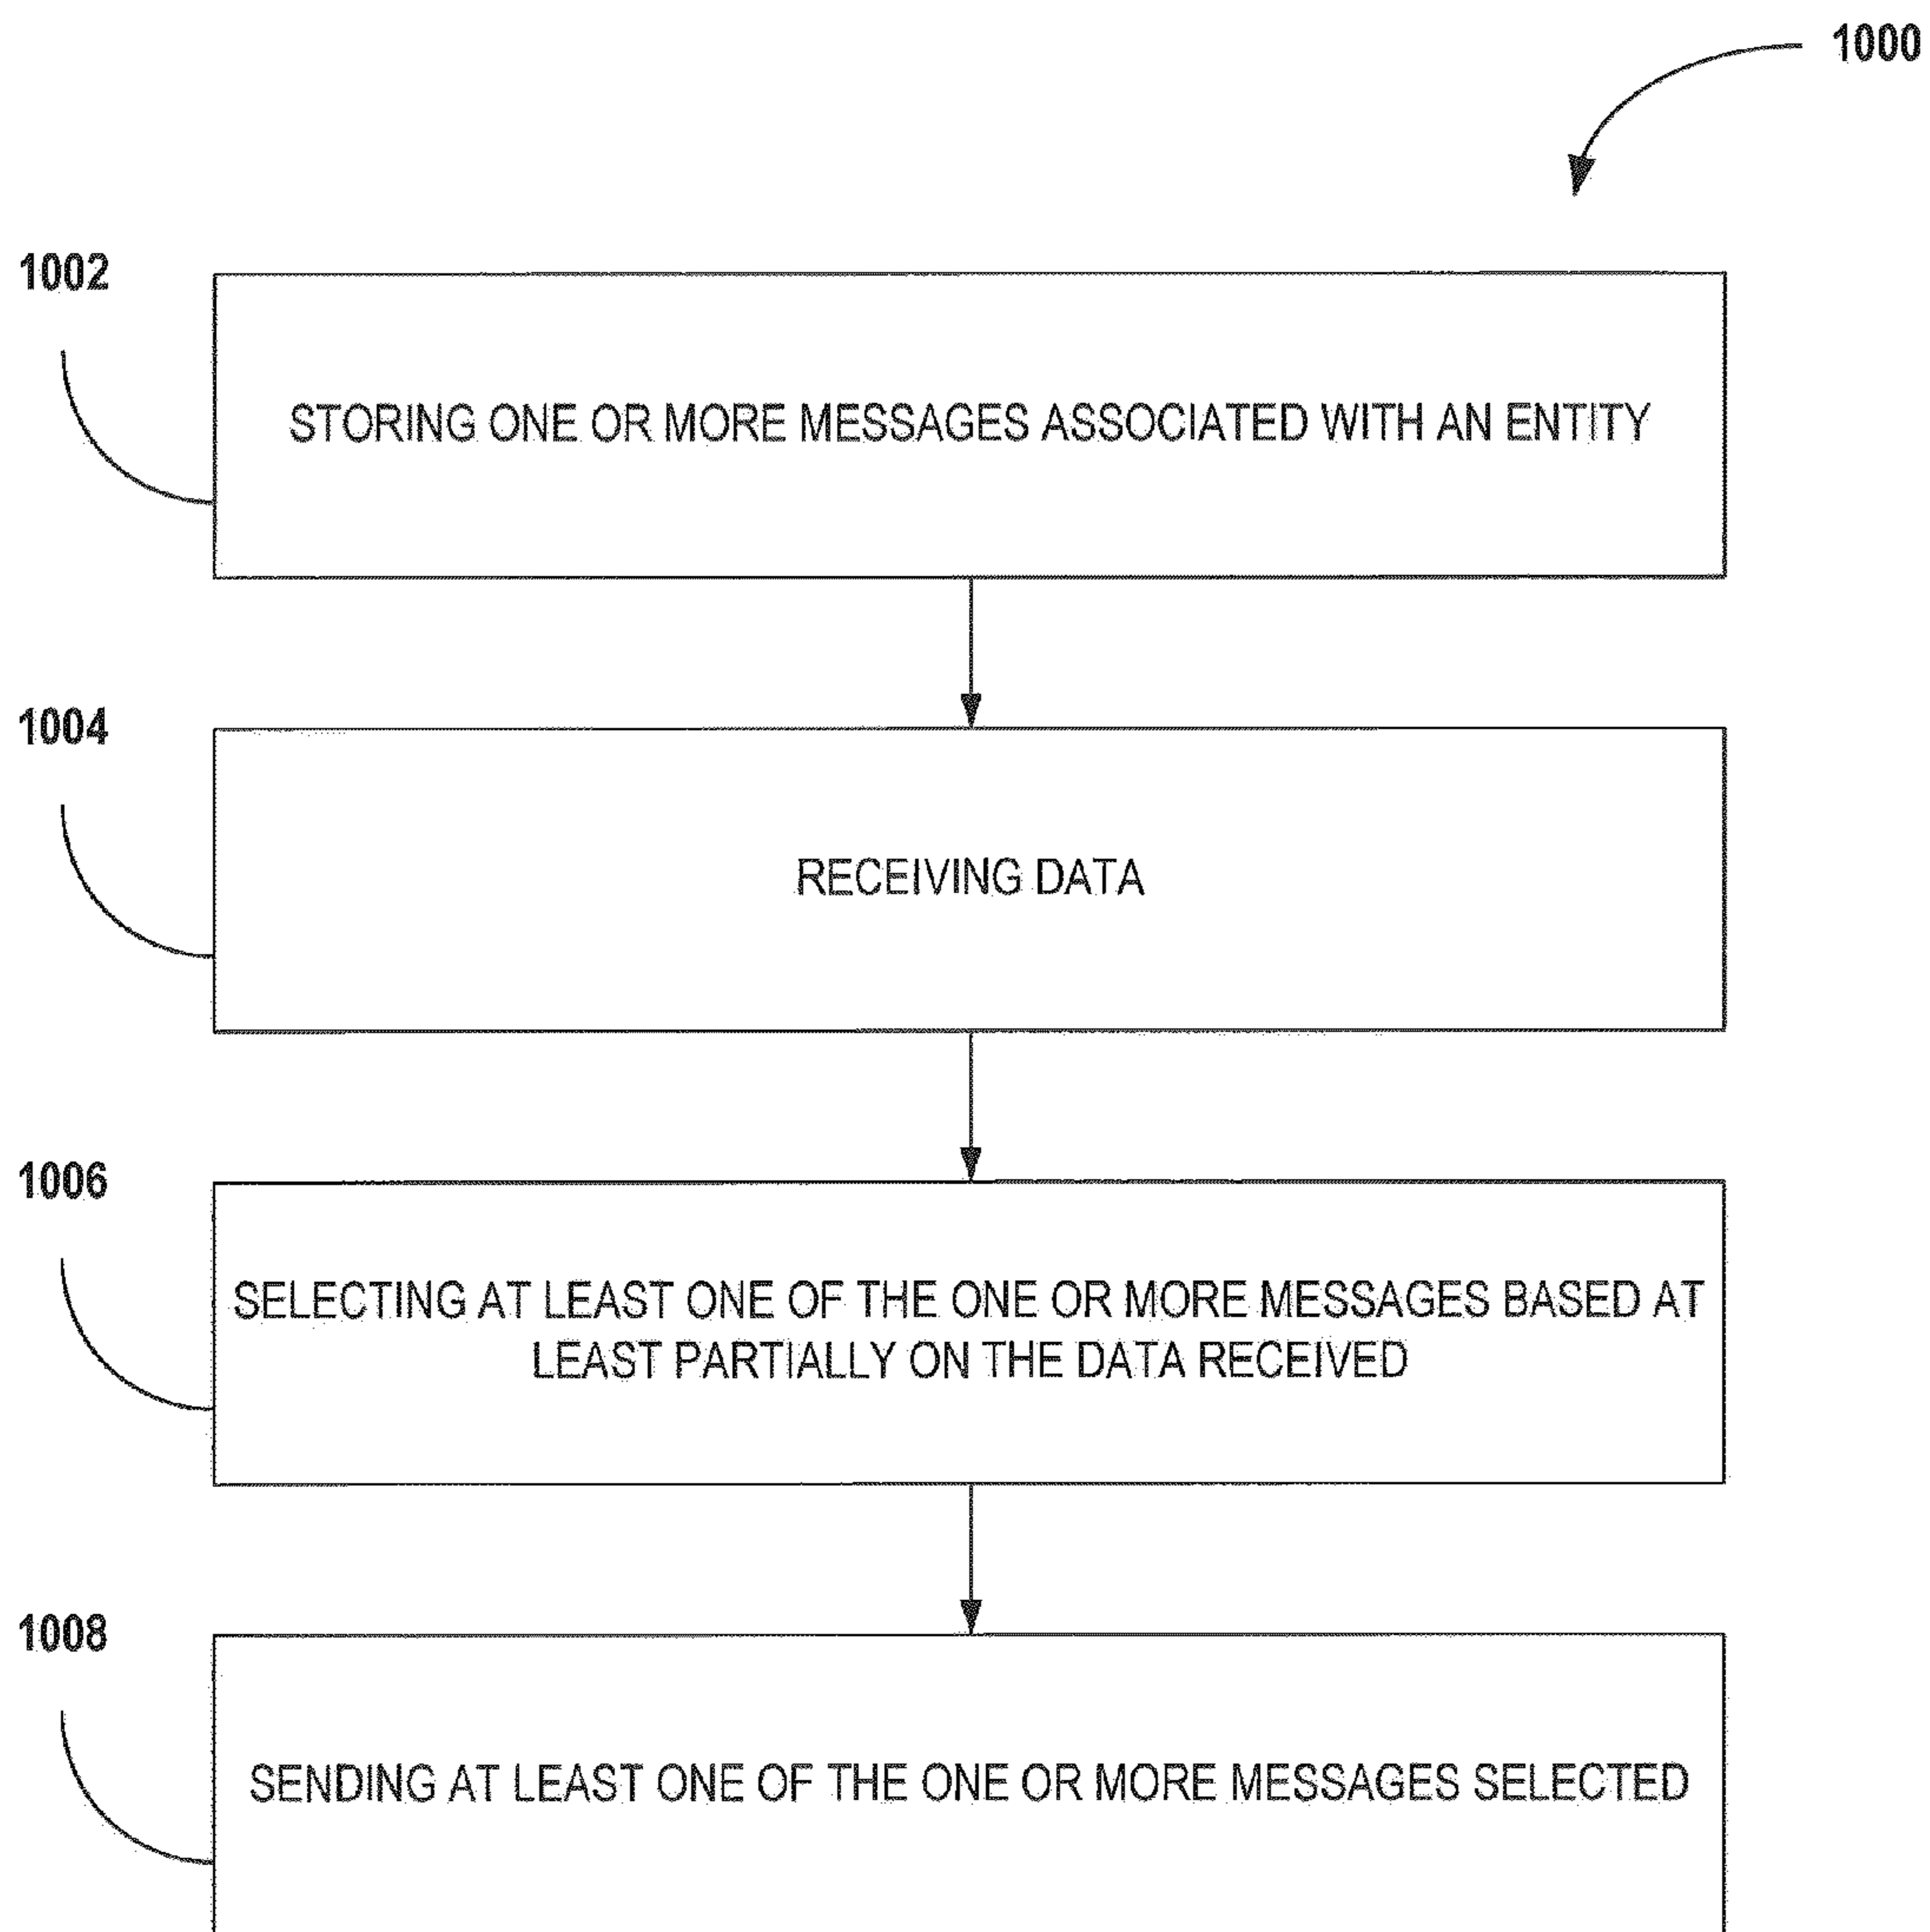 1000
1002
STORING ONE OR MORE MESSAGES ASSOCIATED WITH AN ENTITY
1004
RECEIVING DATA
1006
SELECTING AT LEAST ONE OF THE ONE OR MORE MESSAGES BASED AT
LEAST PARTIALLY ON THE DATA RECEIVED
1008
SENDING AT LEAST ONE OF THE ONE OR MORE MESSAGES SELECTED